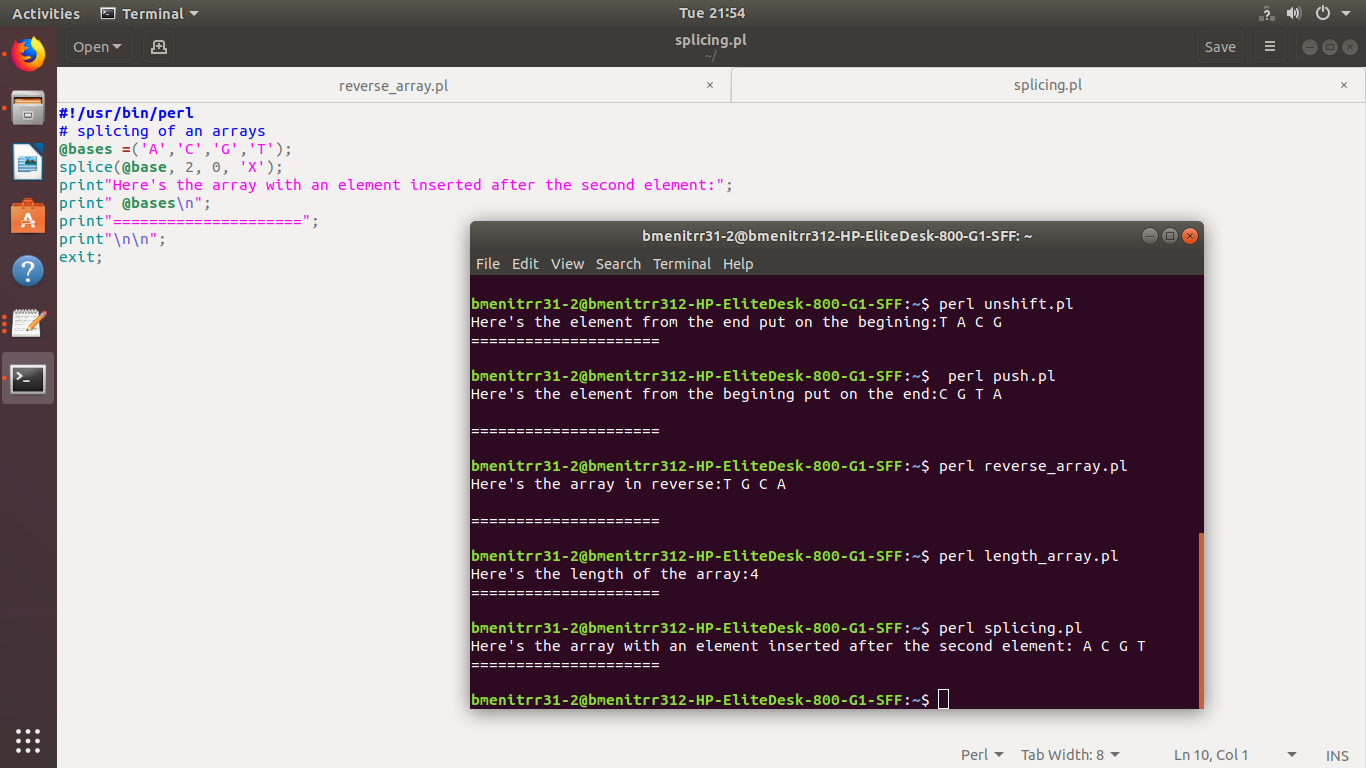 Activities Terminal Tue 21:54
Open splicing.pl Save
~/
reverse_array.pl × splicing.pl ×
#!/usr/bin/perl
# splicing of an arrays
@bases =('A','C','G','T');
splice(@base, 2, 0, 'X');
print"Here's the array with an element inserted after the second element:";
print" @bases\n";
print"=====================";
print"\n\n";
exit;
bmenitrr31-2@bmenitrr312-HP-EliteDesk-800-G1-SFF: ~
File Edit View Search Terminal Help
bmenitrr31-2@bmenitrr312-HP-EliteDesk-800-G1-SFF:~$ perl unshift.pl
Here's the element from the end put on the begining:T A C G
=====================
bmenitrr31-2@bmenitrr312-HP-EliteDesk-800-G1-SFF:~$  perl push.pl
Here's the element from the begining put on the end:C G T A
=====================
bmenitrr31-2@bmenitrr312-HP-EliteDesk-800-G1-SFF:~$ perl reverse_array.pl
Here's the array in reverse:T G C A
=====================
bmenitrr31-2@bmenitrr312-HP-EliteDesk-800-G1-SFF:~$ perl length_array.pl
Here's the length of the array:4
=====================
bmenitrr31-2@bmenitrr312-HP-EliteDesk-800-G1-SFF:~$ perl splicing.pl
Here's the array with an element inserted after the second element: A C G T
=====================
bmenitrr31-2@bmenitrr312-HP-EliteDesk-800-G1-SFF:~$
Perl Tab Width: 8 Ln 10, Col 1 INS